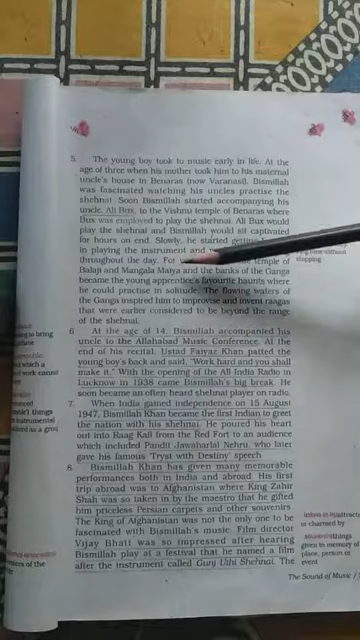 5. The young boy took to music early in life. At the
age of three when his mother took him to his maternal
uncle's house in Benaras (now Varanasi), Bismillah
was fascinated watching his uncles practise the
shehnai. Soon Bismillah started accompanying his
uncle, Ali Bux, to the Vishnu temple of Benaras where
Bux was employed to play the shehnai. Ali Bux would
play the shehnai and Bismillah would sit captivated
for hours on end. Slowly, he started getting
in playing the instrument and
throughout the day. For temple of
Balaji and Mangala Maiya and the banks of the Ganga
became the young apprentice's favourite haunts where
he could practise in solitude. The flowing waters of
the Ganga inspired him to improvise and invent raagas
that were earlier considered to be beyond the range
of the shehnai.
6. At the age of 14, Bismillah accompanied his
uncle to the Allahabad Music Conference. At the
end of his recital, Ustad Faiyaz Khan patted the
young boy's back and said, "Work hard and you shall
make it." With the opening of the All India Radio in
Lucknow in 1938 came Bismillah's big break. He
soon became an often heard shehnai player on radio.
7. When India gained independence on 15 August
1947, Bismillah Khan became the first Indian to greet
the nation with his shehnai. He poured his heart
out into Raag Kafi from the Red Fort to an audience
which included Pandit Jawaharlal Nehru, who later
gave his famous 'Tryst with Destiny' speech
8. Bismillah Khan has given many memorable
performances both in India and abroad. His first
trip abroad was to Afghanistan where King Zahir
Shah was so taken in by the maestro that he gifted
him priceless Persian carpets and other souvenirs.
The King of Afghanistan was not the only one to be
fascinated with Bismillah's music. Film director
Vijay Bhatt was so impressed after hearing
Bismillah play at a festival that he named a film
after the instrument called Gunj Uthi Shehnai. The
without
stopping
or charmed by
things
given in memory of
place, person or
event
The Sound of Music